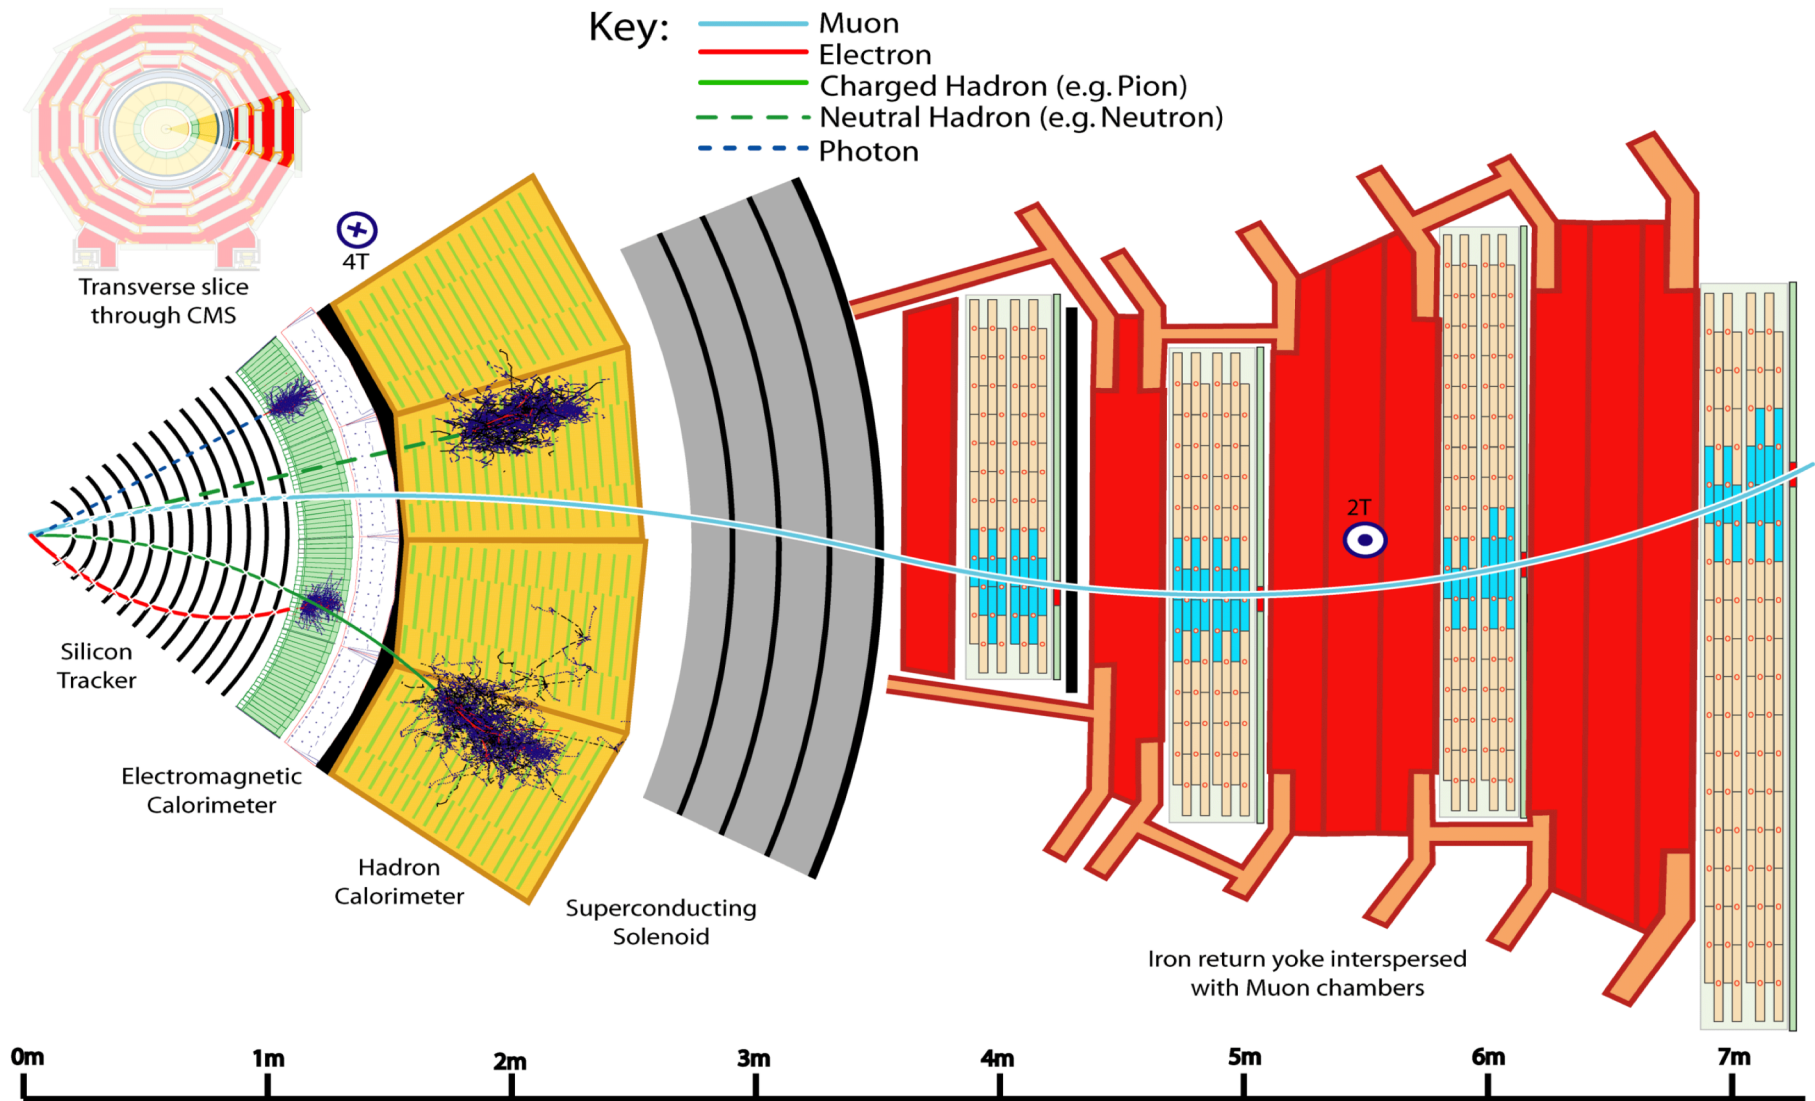 Key:
Muon
Electron
Charged Hadron (e.g. Pion)
Neutral Hadron (e.g. Neutron)
Photon
Transverse slice
through CMS
4T
2T
Silicon
Tracker
Electromagnetic
Calorimeter
Hadron
Calorimeter
Superconducting
Solenoid
Iron return yoke interspersed
with Muon chambers
0m 1m 2m 3m 4m 5m 6m 7m